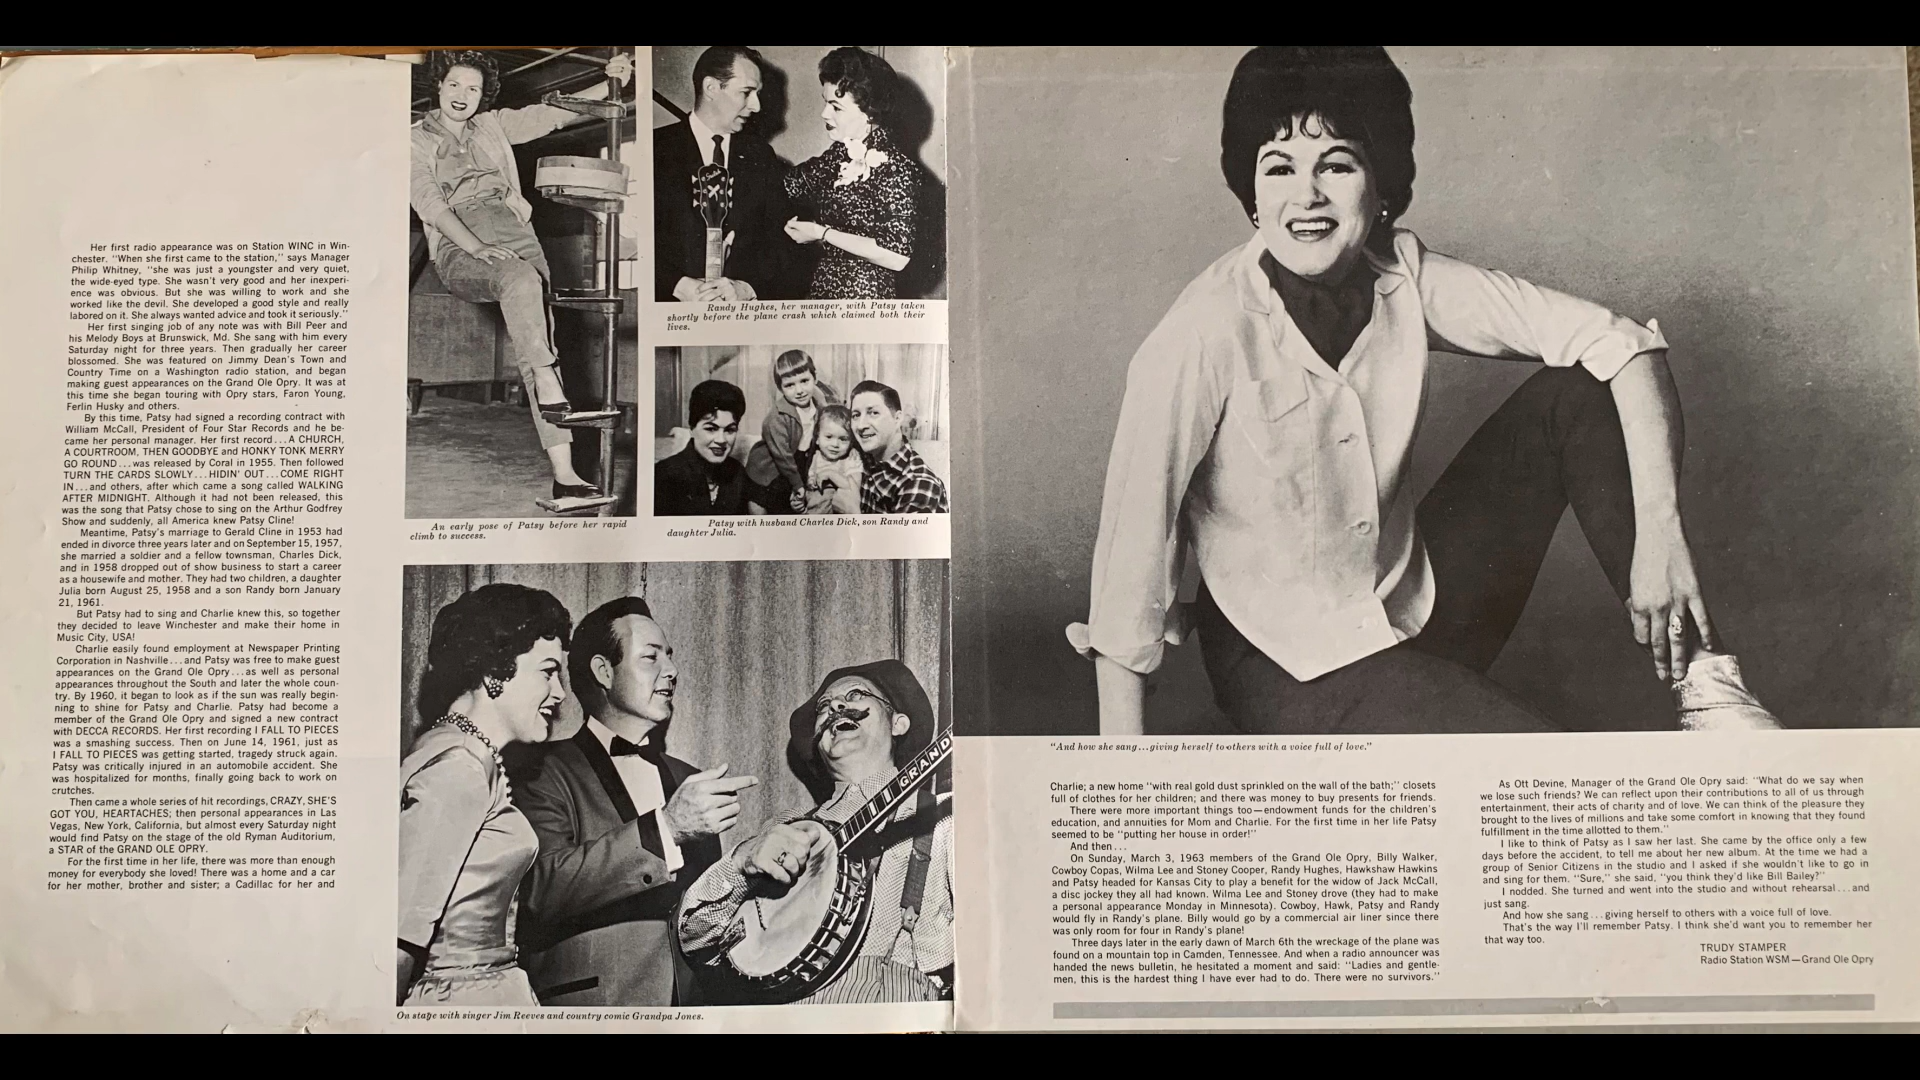 Her first radio appearance was on Station WINC in Win-
chester. "When she first came to the station," says Manager
Philip Whitney, "she was just a youngster and very quiet,
the wide-eyed type. She wasn't very good and her inexperi-
ence was obvious. But she was willing to work and she
worked like the devil. She developed a good style and really
labored on it. She always wanted advice and took it seriously."
Her first singing job of any note was with Bill Peer and
his Melody Boys at Brunswick, Md. She sang with him every
Saturday night for three years. Then gradually her career
blossomed. She was featured on Jimmy Dean's Town and
Country Time on a Washington radio station, and began
making guest appearances on the Grand Ole Opry. It was at
this time she began touring with Opry stars, Faron Young,
Ferlin Husky and others.
By this time, Patsy had signed a recording contract with
William McCall, President of Four Star Records and he be-
came her personal manager. Her first record...A CHURCH,
A COURTROOM, THEN GOODBYE and HONKY TONK MERRY
GO ROUND...was released by Coral in 1955. Then followed
TURN THE CARDS SLOWLY...HIDIN' OUT...COME RIGHT
IN...and others, after which came a song called WALKING
AFTER MIDNIGHT. Although it had not been released, this
was the song that Patsy chose to sing on the Arthur Godfrey
Show and suddenly, all America knew Patsy Cline!
Meantime, Patsy's marriage to Gerald Cline in 1953 had
ended in divorce three years later and on September 15, 1957,
she married a soldier and a fellow townsman, Charles Dick,
and in 1958 dropped out of show business to start a career
as a housewife and mother. They had two children, a daughter
Julia born August 25, 1958 and a son Randy born January
21, 1961.
But Patsy had to sing and Charlie knew this, so together
they decided to leave Winchester and make their home in
Music City, USA!
Charlie easily found employment at Newspaper Printing
Corporation in Nashville...and Patsy was free to make guest
appearances on the Grand Ole Opry...as well as personal
appearances throughout the South and later the whole coun-
try. By 1960, it began to look as if the sun was really begin-
ning to shine for Patsy and Charlie. Patsy had become a
member of the Grand Ole Opry and signed a new contract
with DECCA RECORDS. Her first recording I FALL TO PIECES
was a smashing success. Then on June 14, 1961, just as
I FALL TO PIECES was getting started, tragedy struck again.
Patsy was critically injured in an automobile accident. She
was hospitalized for months, finally going back to work on
crutches.
Then came a whole series of hit recordings, CRAZY, SHE'S
GOT YOU, HEARTACHES; then personal appearances in Las
Vegas, New York, California, but almost every Saturday night
would find Patsy on the stage of the old Ryman Auditorium,
a STAR of the GRAND OLE OPRY.
For the first time in her life, there was more than enough
money for everybody she loved! There was a home and a car
for her mother, brother and sister; a Cadillac for her and
An early pose of Patsy before her rapid
climb to success.
Randy Hughes, her manager, with Patsy taken
shortly before the plane crash which claimed both their
lives.
Patsy with husband Charles Dick, son Randy and
daughter Julia.
GRAND
On stage with singer Jim Reeves and country comic Grandpa Jones.
"And how she sang...giving herself to others with a voice full of love."
Charlie; a new home "with real gold dust sprinkled on the wall of the bath;" closets
full of clothes for her children; and there was money to buy presents for friends.
There were more important things too—endowment funds for the children's
education, and annuities for Mom and Charlie. For the first time in her life Patsy
seemed to be "putting her house in order!"
And then...
On Sunday, March 3, 1963 members of the Grand Ole Opry, Billy Walker,
Cowboy Copas, Wilma Lee and Stoney Cooper, Randy Hughes, Hawkshaw Hawkins
and Patsy headed for Kansas City to play a benefit for the widow of Jack McCall,
a disc jockey they all had known. Wilma Lee and Stoney drove (they had to make
a personal appearance Monday in Minnesota). Cowboy, Hawk, Patsy and Randy
would fly in Randy's plane. Billy would go by a commercial air liner since there
was only room for four in Randy's plane!
Three days later in the early dawn of March 6th the wreckage of the plane was
found on a mountain top in Camden, Tennessee. And when a radio announcer was
handed the news bulletin, he hesitated a moment and said: "Ladies and gentle-
men, this is the hardest thing I have ever had to do. There were no survivors."
As Ott Devine, Manager of the Grand Ole Opry said: "What do we say when
we lose such friends? We can reflect upon their contributions to all of us through
entertainment, their acts of charity and of love. We can think of the pleasure they
brought to the lives of millions and take some comfort in knowing that they found
fulfillment in the time allotted to them."
I like to think of Patsy as I saw her last. She came by the office only a few
days before the accident, to tell me about her new album. At the time we had a
group of Senior Citizens in the studio and I asked if she wouldn't like to go in
and sing for them. "Sure," she said, "you think they'd like Bill Bailey?"
I nodded. She turned and went into the studio and without rehearsal...and
just sang.
And how she sang...giving herself to others with a voice full of love.
That's the way I'll remember Patsy. I think she'd want you to remember her
that way too.
TRUDY STAMPER
Radio Station WSM—Grand Ole Opry